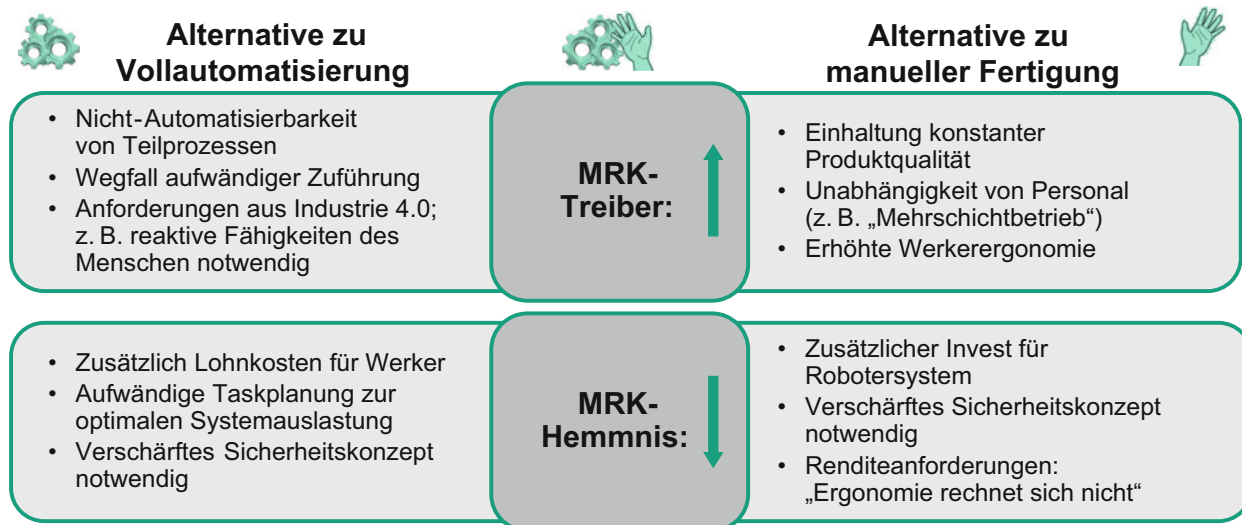 Alternative zu
Vollautomatisierung
Alternative zu
manueller Fertigung
• Nicht-Automatisierbarkeit
von Teilprozessen
• Wegfall aufwändiger Zuführung
• Anforderungen aus Industrie 4.0;
z. B. reaktive Fähigkeiten des
Menschen notwendig
MRK-
Treiber:
• Einhaltung konstanter
Produktqualität
• Unabhängigkeit von Personal
(z. B. „Mehrschichtbetrieb“)
• Erhöhte Werkerergonomie
• Zusätzlich Lohnkosten für Werker
• Aufwändige Taskplanung zur
optimalen Systemauslastung
• Verschärftes Sicherheitskonzept
notwendig
MRK-
Hemmnis:
• Zusätzlicher Invest für
Robotersystem
• Verschärftes Sicherheitskonzept
notwendig
• Renditeanforderungen:
„Ergonomie rechnet sich nicht“